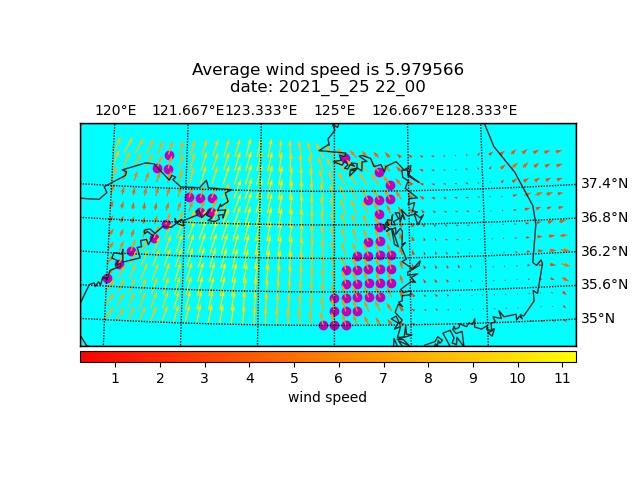 Average wind speed is 5.979566
date: 2021_5_25 22_00
120°E 121.667°E 123.333°E 125°E 126.667°E 128.333°E
37.4°N
36.8°N
36.2°N
35.6°N
35°N
1 2 3 4 5 6 7 8 9 10 11
wind speed